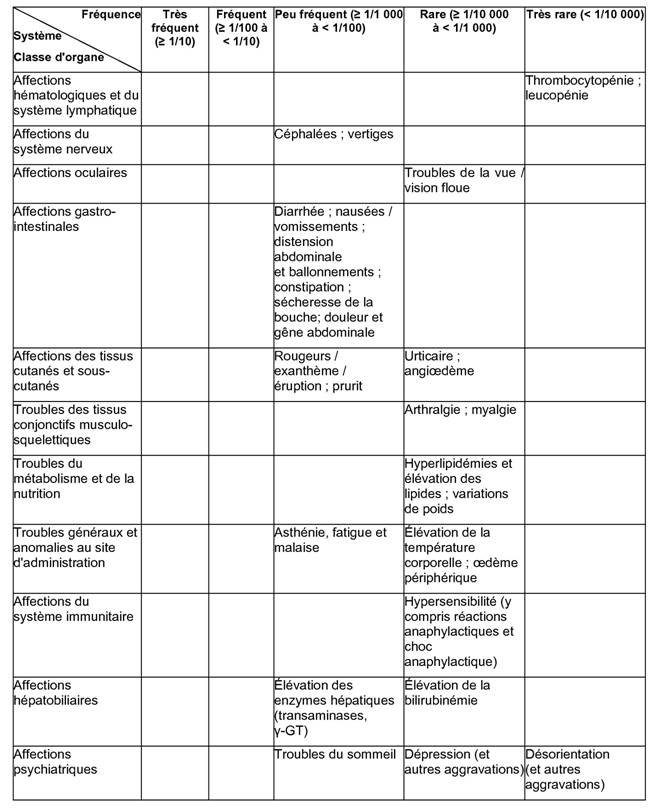 Fréquence
Système
Classe d'organe
Très
fréquent
(≥ 1/10)
Fréquent
(≥ 1/100 à
< 1/10)
Peu fréquent (≥ 1/1 000
à < 1/100)
Rare (≥ 1/10 000
à < 1/1 000)
Très rare (< 1/10 000)
Affections
hématologiques et du
système lymphatique
Thrombocytopénie ;
leucopénie
Affections du
système nerveux
Céphalées ; vertiges
Affections oculaires
Troubles de la vue /
vision floue
Affections gastro-
intestinales
Diarrhée ; nausées /
vomissements ;
distension
abdominale
et ballonnements ;
constipation ;
sécheresse de la
bouche; douleur et
gêne abdominale
Affections des tissus
cutanés et sous-
cutanés
Rougeurs /
exanthème /
éruption ; prurit
Urticaire ;
angiœdème
Troubles des tissus
conjonctifs musculo-
squelettiques
Arthralgie ; myalgie
Troubles du
métabolisme et de la
nutrition
Hyperlipidémies et
élévation des
lipides ; variations
de poids
Troubles généraux et
anomalies au site
d'administration
Asthénie, fatigue et
malaise
Élévation de la
température
corporelle ; œdème
périphérique
Affections du
système immunitaire
Hypersensibilité (y
compris réactions
anaphylactiques et
choc
anaphylactique)
Affections
hépatobiliaires
Élévation des
enzymes hépatiques
(transaminases,
γ-GT)
Élévation de la
bilirubinémie
Affections
psychiatriques
Troubles du sommeil
Dépression (et
autres aggravations)
Désorientation
(et autres
aggravations)